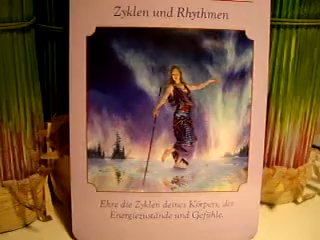 Zyklen und Rhythmen
Ehre die Zyklen deines Körpers, der
Energiezustände und Gefühle.